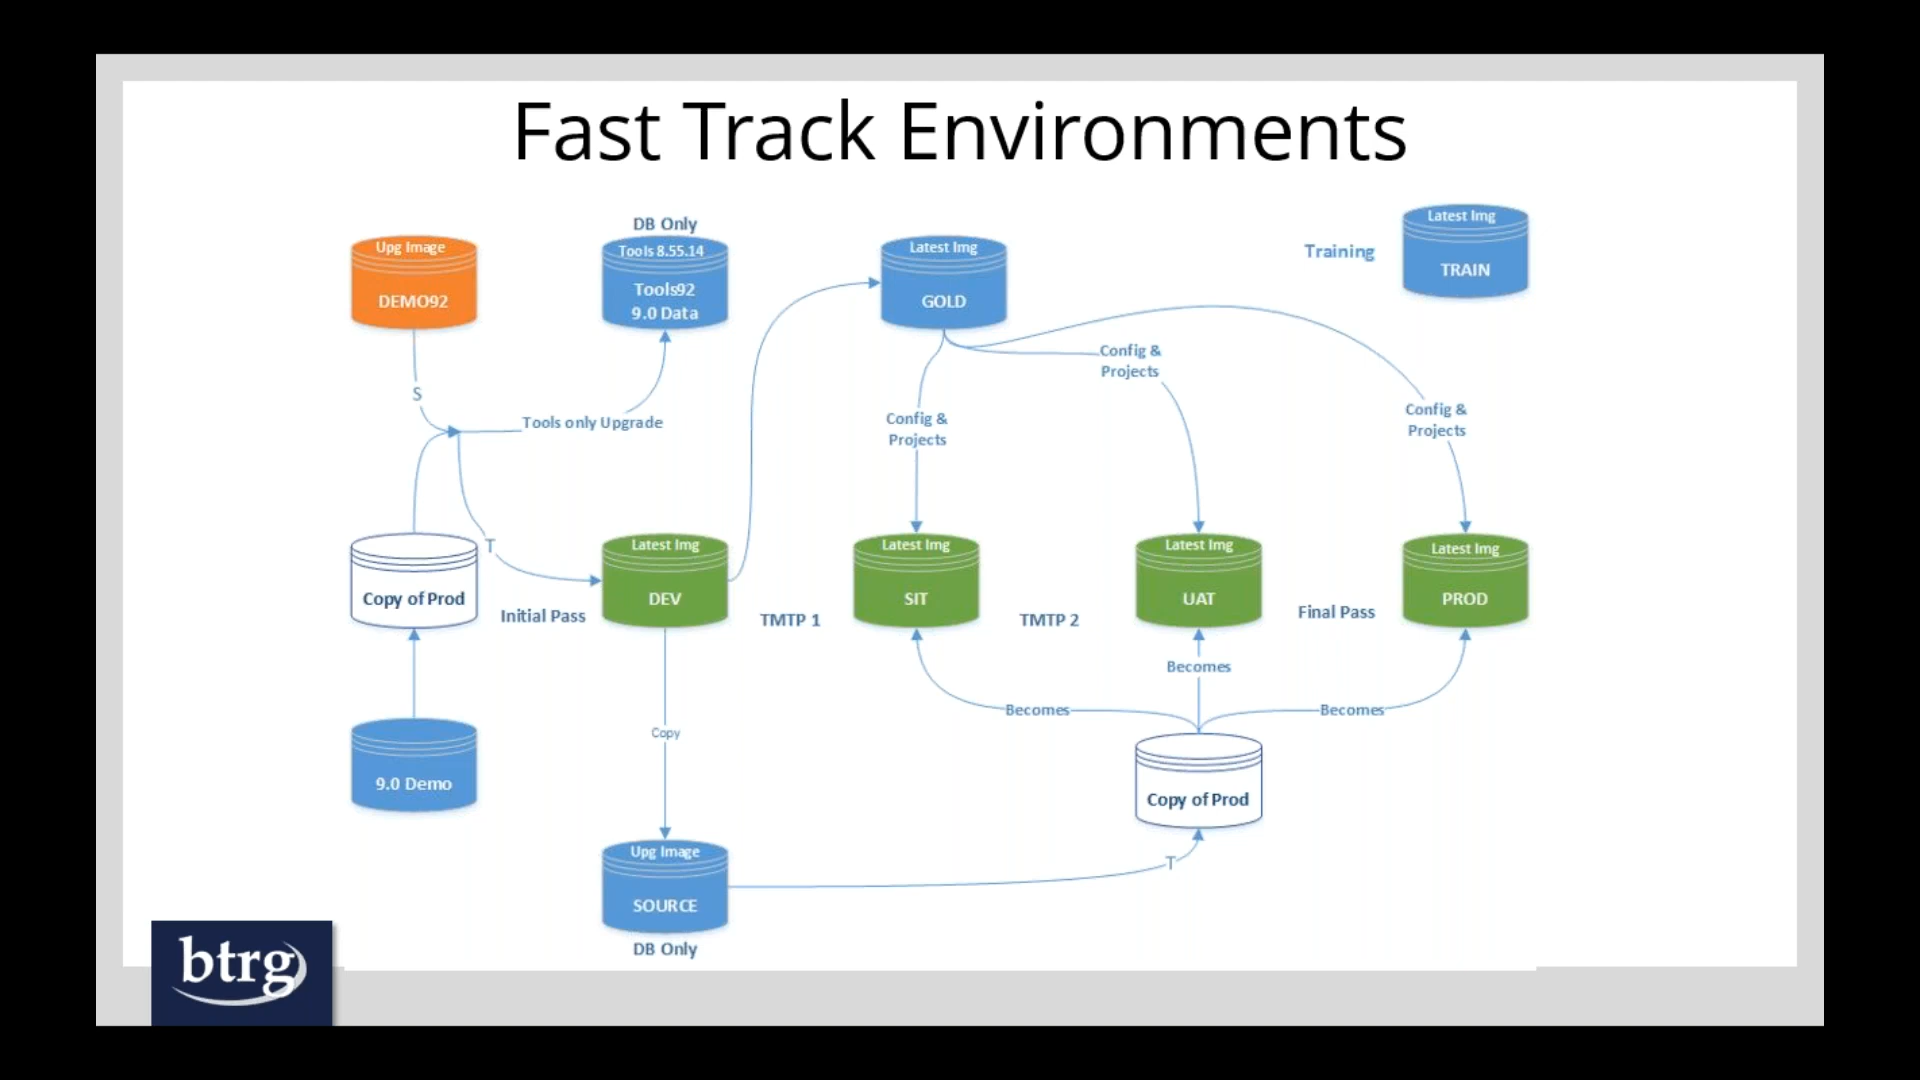 Fast Track Environments
Upg Image
DEMO92
DB Only
Tools 8.55.14
Tools92
9.0 Data
Latest Img
GOLD
Training
Latest Img
TRAIN
S
Tools only Upgrade
Config &
Projects
Config &
Projects
Config &
Projects
Copy of Prod
T
Initial Pass
Latest Img
DEV
TMTP 1
Latest Img
SIT
TMTP 2
Latest Img
UAT
Final Pass
Latest Img
PROD
Becomes
Becomes
Becomes
9.0 Demo
Copy
Copy of Prod
T
Upg Image
SOURCE
DB Only
btrg